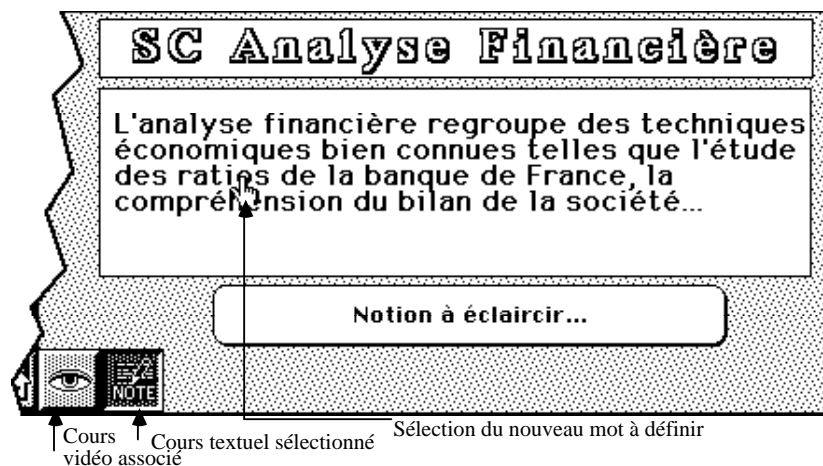 SC Analyse Financière
L'analyse financière regroupe des techniques
économiques bien connues telles que l'étude
des ratios de la banque de France, la
compréhension du bilan de la société...
Notion à éclaircir...
NOTE
Cours
vidéo associé
Cours textuel sélectionné
Sélection du nouveau mot à définir